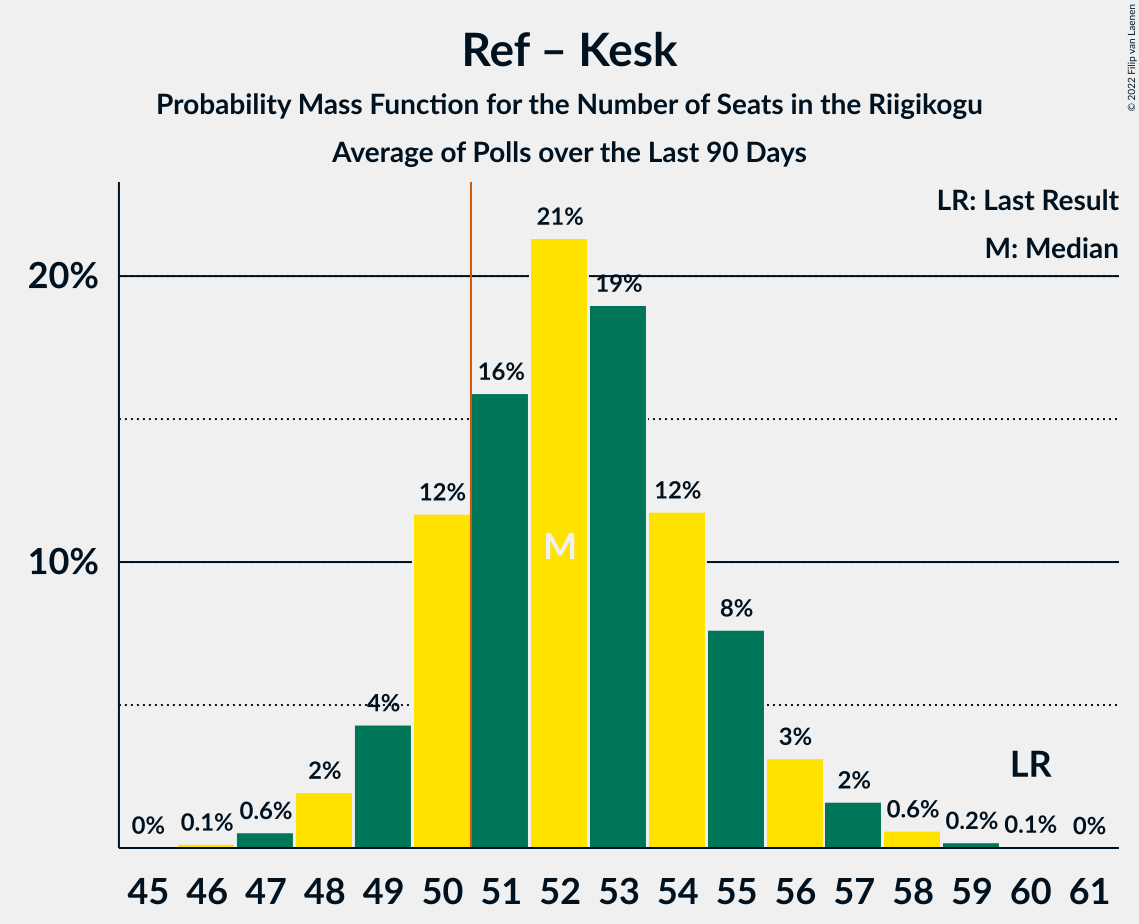 Ref – Kesk
Probability Mass Function for the Number of Seats in the Riigikogu
Average of Polls over the Last 90 Days
© 2022 Filip van Laenen
LR: Last Result
M: Median
20%
10%
0%
0.1%
0.6%
2%
4%
12%
16%
21%
19%
12%
8%
3%
2%
0.6%
0.2%
0.1%
0%
M
LR
45 46 47 48 49 50 51 52 53 54 55 56 57 58 59 60 61